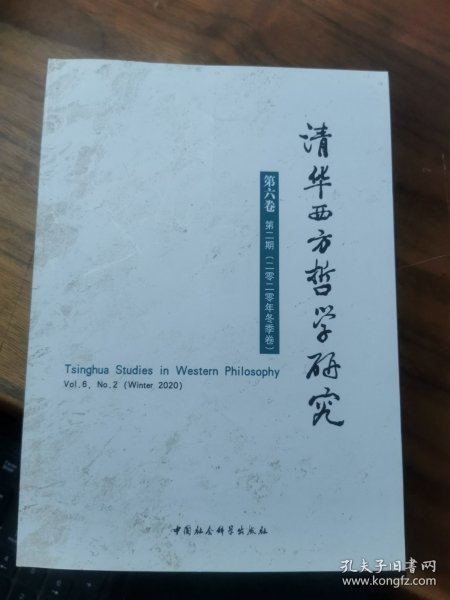 清华西方哲学研究
第六卷 第二期（二零二零年冬季卷）
Tsinghua Studies in Western Philosophy
Vol.6, No.2 (Winter 2020)
中国社会科学出版社
孔夫子旧书网
www.kongfz.com